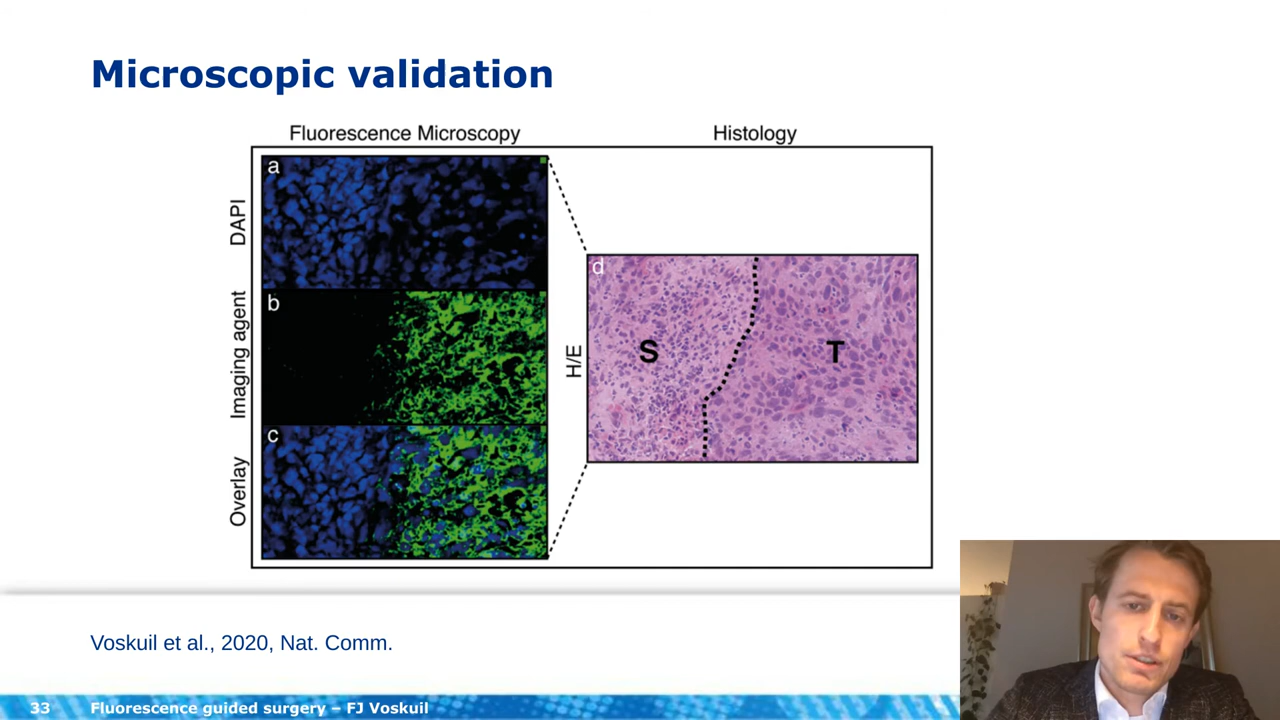 Microscopic validation
Fluorescence Microscopy
Histology
DAPI
a
Imaging agent
b
Overlay
c
H/E
d
S
T
Voskuil et al., 2020, Nat. Comm.
33
Fluorescence guided surgery – FJ Voskuil